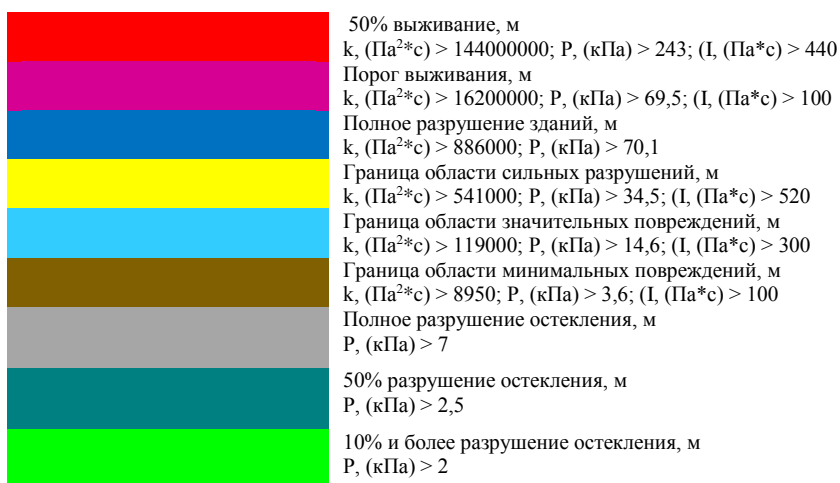 50% выживание, м
k, (Па²*с) > 144000000; P, (кПа) > 243; (I, (Па*с) > 440
Порог выживания, м
k, (Па²*с) > 16200000; P, (кПа) > 69,5; (I, (Па*с) > 100
Полное разрушение зданий, м
k, (Па²*с) > 886000; P, (кПа) > 70,1
Граница области сильных разрушений, м
k, (Па²*с) > 541000; P, (кПа) > 34,5; (I, (Па*с) > 520
Граница области значительных повреждений, м
k, (Па²*с) > 119000; P, (кПа) > 14,6; (I, (Па*с) > 300
Граница области минимальных повреждений, м
k, (Па²*с) > 8950; P, (кПа) > 3,6; (I, (Па*с) > 100
Полное разрушение остекления, м
P, (кПа) > 7
50% разрушение остекления, м
P, (кПа) > 2,5
10% и более разрушение остекления, м
P, (кПа) > 2